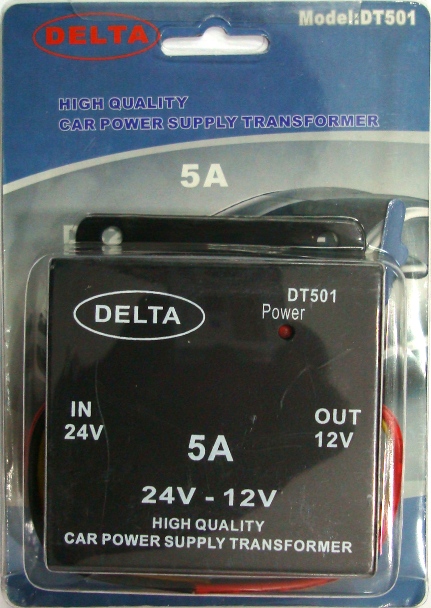 DELTA
Model:DT501
HIGH QUALITY
CAR POWER SUPPLY TRANSFORMER
5A
DT501
Power
DELTA
IN
24V
OUT
12V
5A
24V - 12V
HIGH QUALITY
CAR POWER SUPPLY TRANSFORMER